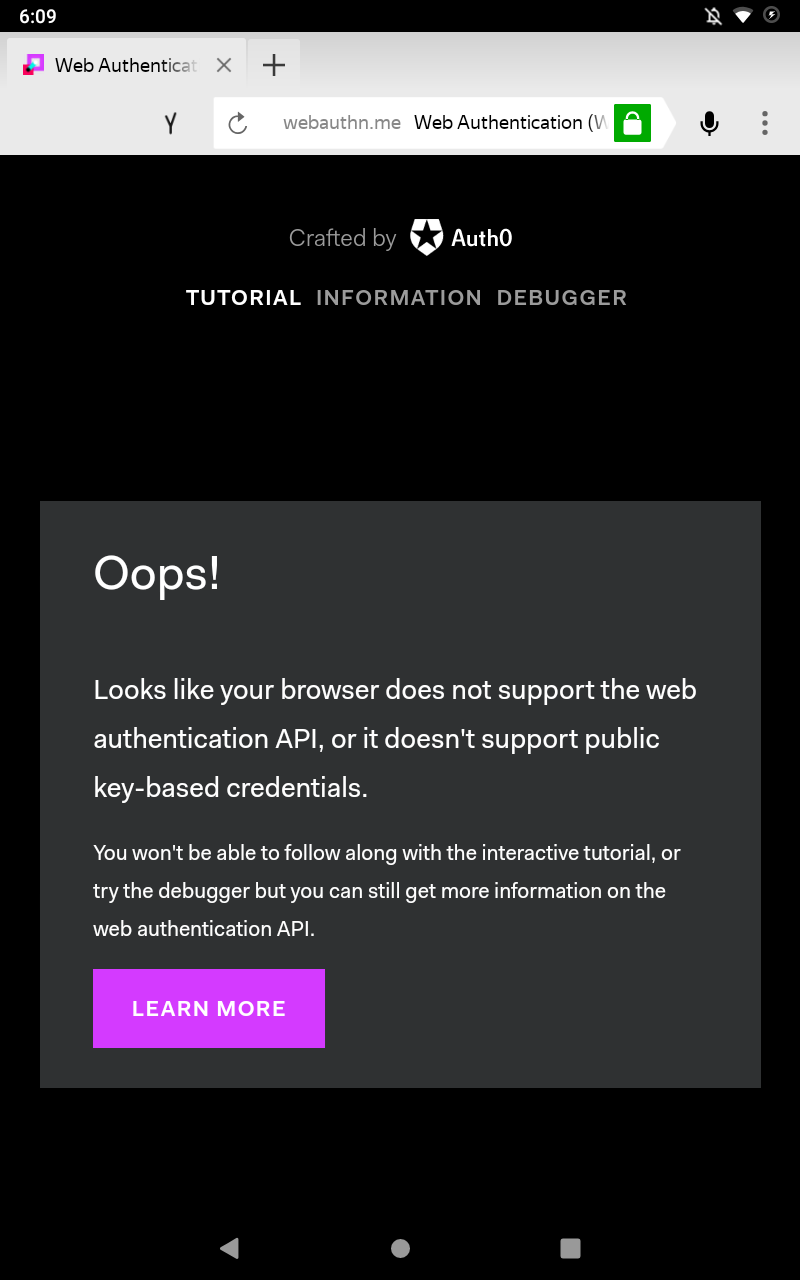 6:09
Web Authenticat
webauthn.me Web Authentication (W
Crafted by Auth0
TUTORIAL INFORMATION DEBUGGER
Oops!
Looks like your browser does not support the web
authentication API, or it doesn't support public
key-based credentials.
You won't be able to follow along with the interactive tutorial, or
try the debugger but you can still get more information on the
web authentication API.
LEARN MORE